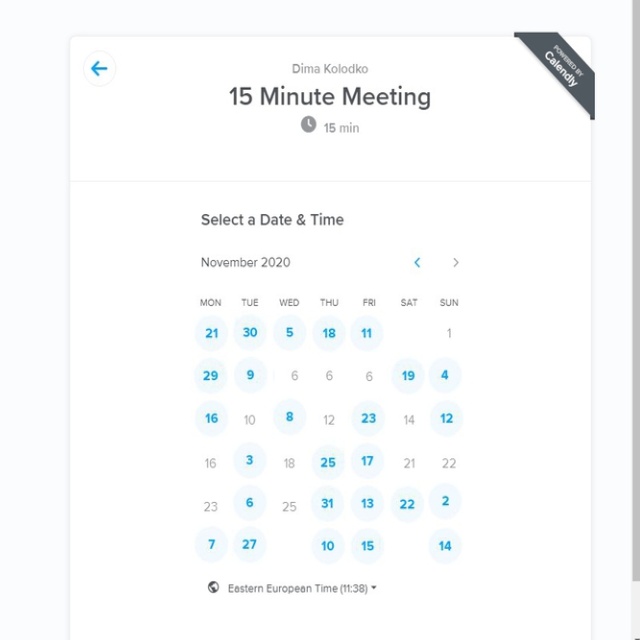 Dima Kolodko
15 Minute Meeting
15 min
POWERED BY
Calendly
Select a Date & Time
November 2020
MON TUE WED THU FRI SAT SUN
21 30 5 18 11 1
29 9 6 6 6 19 4
16 10 8 12 23 14 12
16 3 18 25 17 21 22
23 6 25 31 13 22 2
7 27 10 15 14
Eastern European Time (11:38)